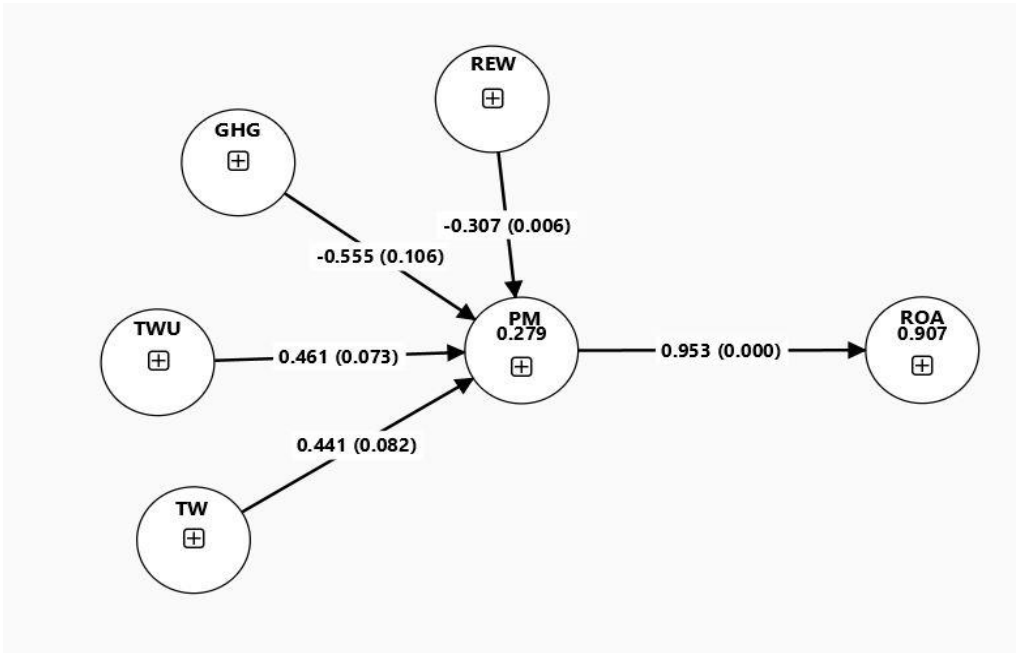 REW
GHG
-0.307 (0.006)
-0.555 (0.106)
PM
0.279
ROA
0.907
TWU
0.461 (0.073)
0.953 (0.000)
0.441 (0.082)
TW